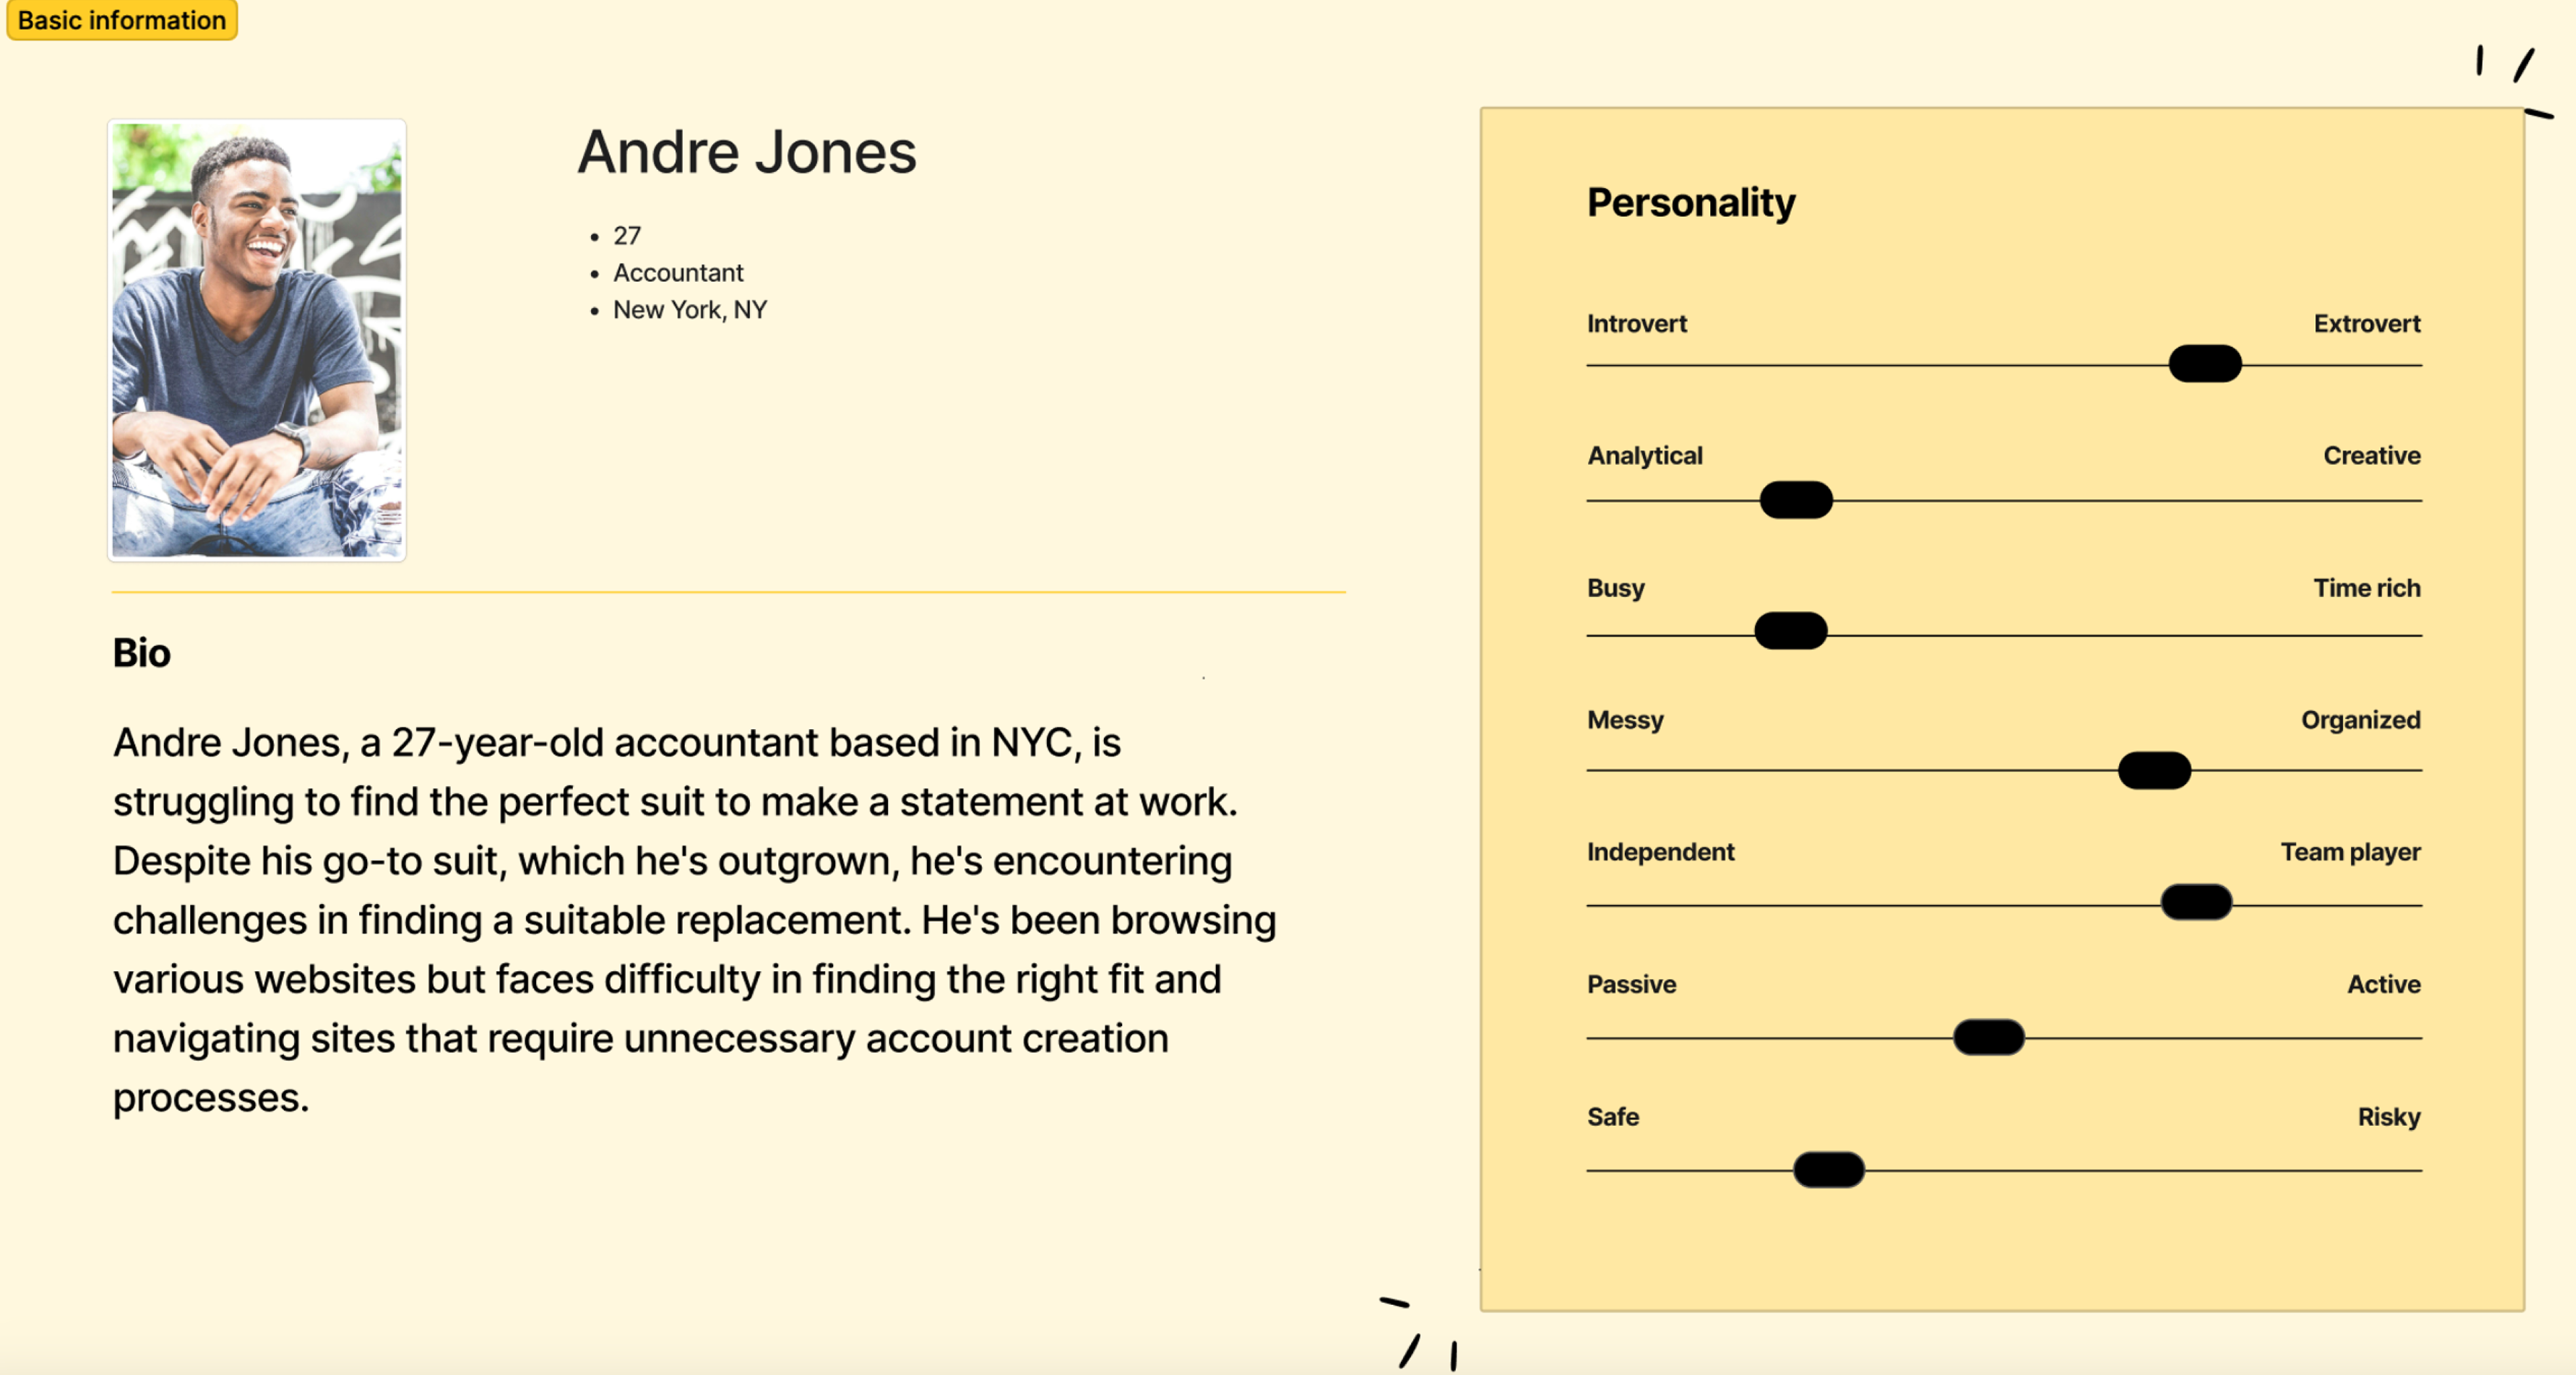 Basic information
Andre Jones
• 27
• Accountant
• New York, NY
Bio
Andre Jones, a 27-year-old accountant based in NYC, is
struggling to find the perfect suit to make a statement at work.
Despite his go-to suit, which he's outgrown, he's encountering
challenges in finding a suitable replacement. He's been browsing
various websites but faces difficulty in finding the right fit and
navigating sites that require unnecessary account creation
processes.
Personality
Introvert Extrovert
Analytical Creative
Busy Time rich
Messy Organized
Independent Team player
Passive Active
Safe Risky